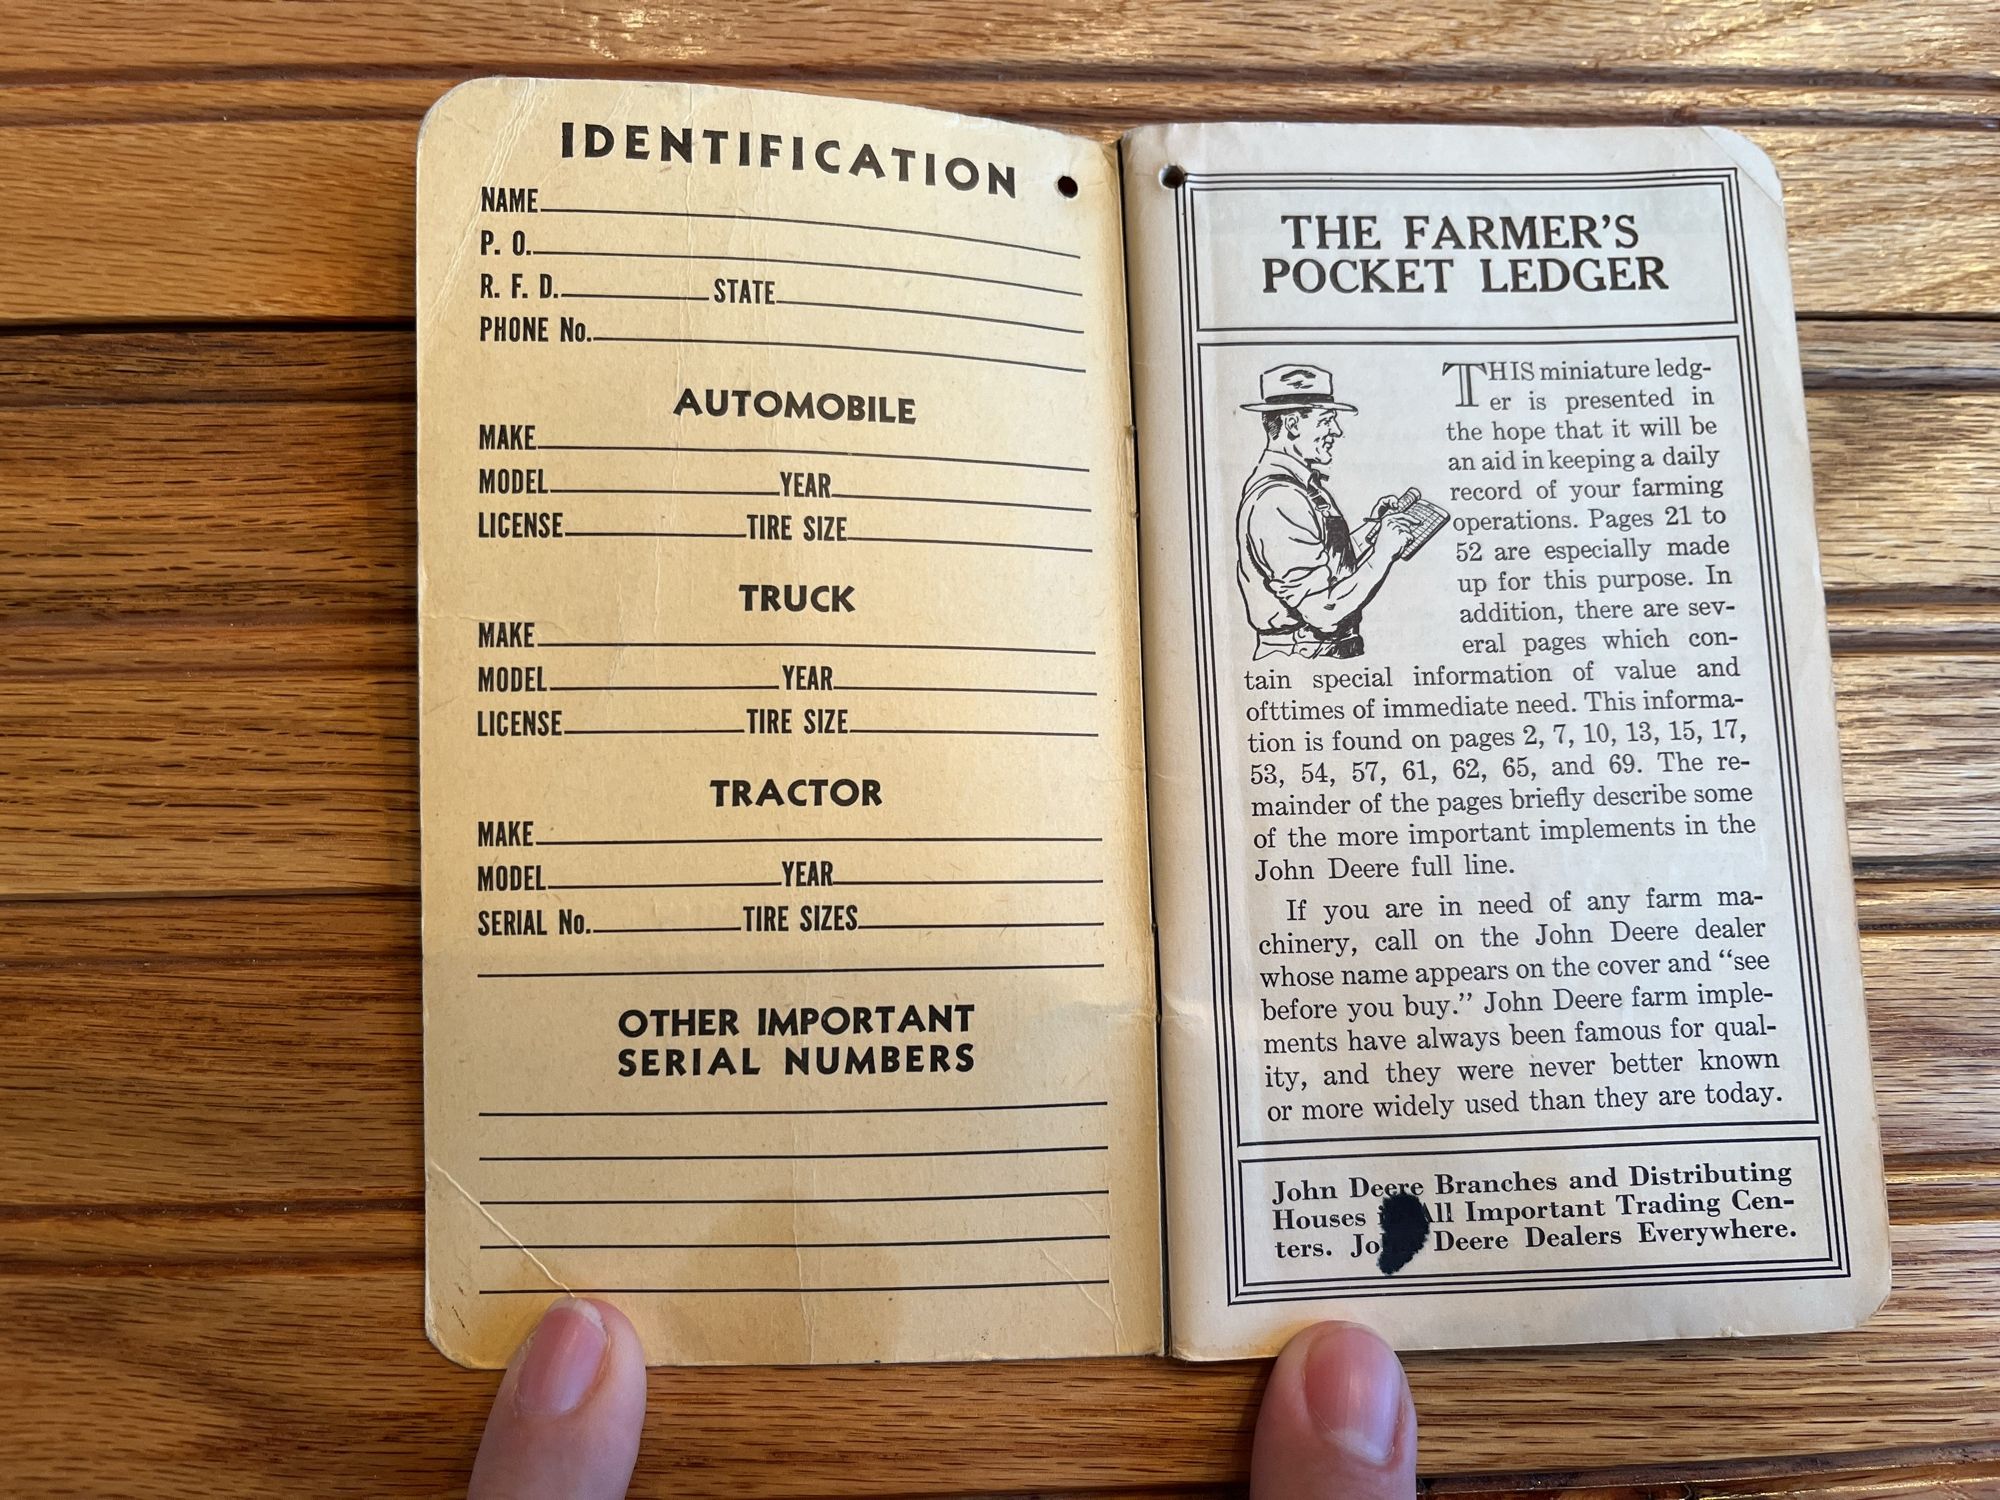 IDENTIFICATION
NAME
P. O.
R. F. D. STATE
PHONE No.
AUTOMOBILE
MAKE
MODEL YEAR
LICENSE TIRE SIZE
TRUCK
MAKE
MODEL YEAR
LICENSE TIRE SIZE
TRACTOR
MAKE
MODEL YEAR
SERIAL No. TIRE SIZES
OTHER IMPORTANT
SERIAL NUMBERS
THE FARMER'S
POCKET LEDGER
THIS miniature ledg-
er is presented in
the hope that it will be
an aid in keeping a daily
record of your farming
operations. Pages 21 to
52 are especially made
up for this purpose. In
addition, there are sev-
eral pages which con-
tain special information of value and
ofttimes of immediate need. This informa-
tion is found on pages 2, 7, 10, 13, 15, 17,
53, 54, 57, 61, 62, 65, and 69. The re-
mainder of the pages briefly describe some
of the more important implements in the
John Deere full line.
If you are in need of any farm ma-
chinery, call on the John Deere dealer
whose name appears on the cover and “see
before you buy.” John Deere farm imple-
ments have always been famous for qual-
ity, and they were never better known
or more widely used than they are today.
John Deere Branches and Distributing
Houses All Important Trading Cen-
ters. Deere Dealers Everywhere.